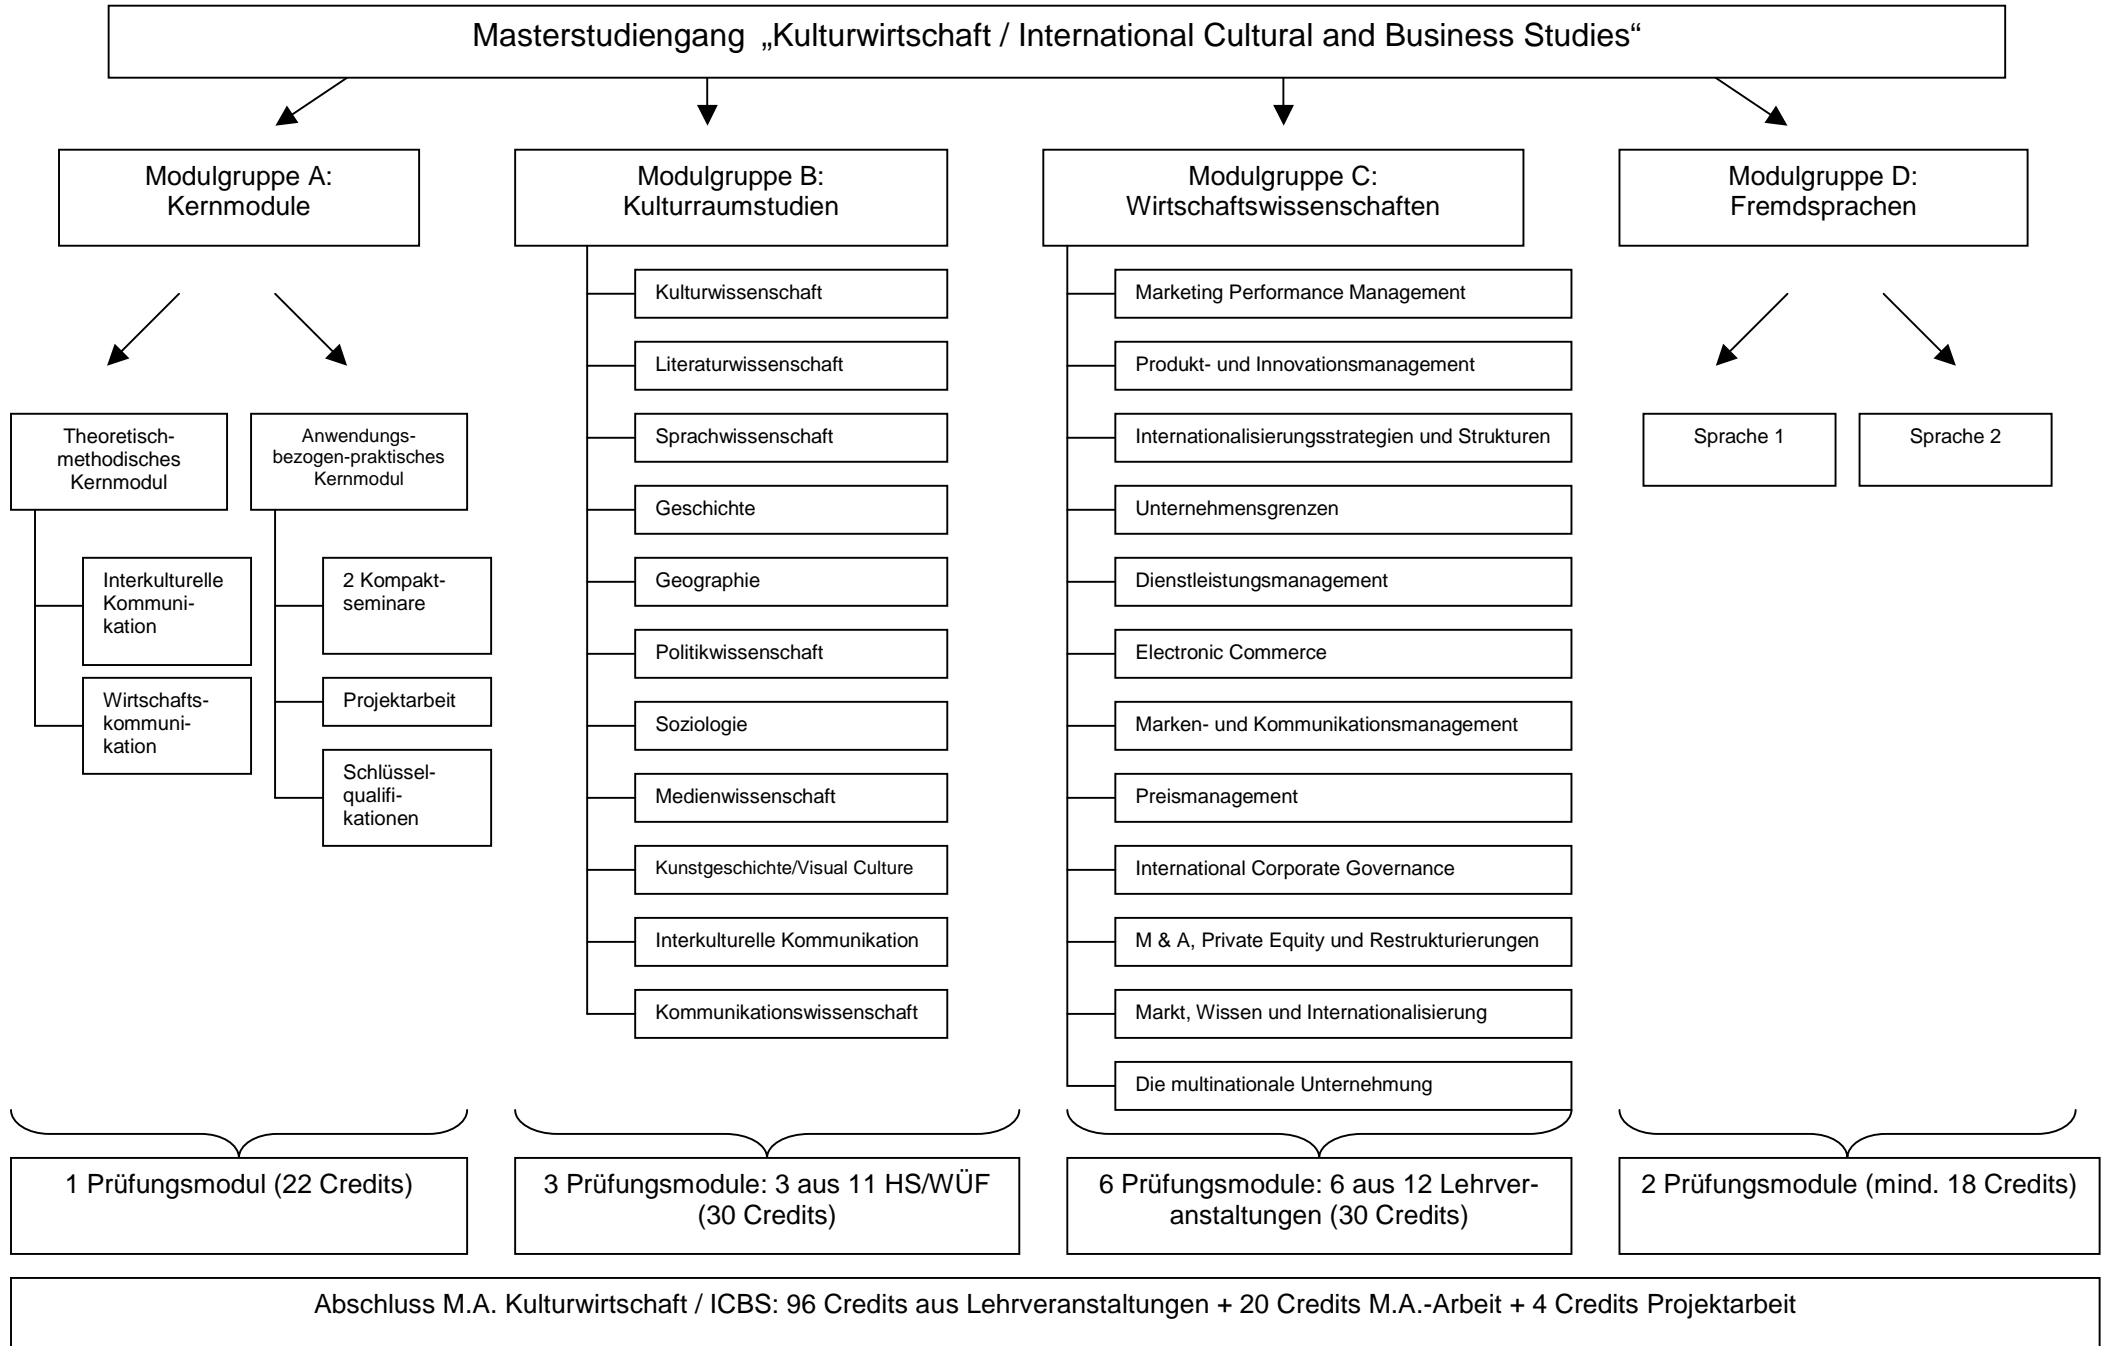 Masterstudiengang „Kulturwirtschaft / International Cultural and Business Studies“
Modulgruppe A:
Kernmodule
Modulgruppe B:
Kulturraumstudien
Modulgruppe C:
Wirtschaftswissenschaften
Modulgruppe D:
Fremdsprachen
Theoretisch-
methodisches
Kernmodul
Anwendungs-
bezogen-praktisches
Kernmodul
Interkulturelle
Kommuni-
kation
Wirtschafts-
kommuni-
kation
2 Kompakt-
seminare
Projektarbeit
Schlüssel-
qualifi-
kationen
Kulturwissenschaft
Literaturwissenschaft
Sprachwissenschaft
Geschichte
Geographie
Politikwissenschaft
Soziologie
Medienwissenschaft
Kunstgeschichte/Visual Culture
Interkulturelle Kommunikation
Kommunikationswissenschaft
Marketing Performance Management
Produkt- und Innovationsmanagement
Internationalisierungsstrategien und Strukturen
Unternehmensgrenzen
Dienstleistungsmanagement
Electronic Commerce
Marken- und Kommunikationsmanagement
Preismanagement
International Corporate Governance
M & A, Private Equity und Restrukturierungen
Markt, Wissen und Internationalisierung
Die multinationale Unternehmung
Sprache 1
Sprache 2
1 Prüfungsmodul (22 Credits)
3 Prüfungsmodule: 3 aus 11 HS/WÜF
(30 Credits)
6 Prüfungsmodule: 6 aus 12 Lehrver-
anstaltungen (30 Credits)
2 Prüfungsmodule (mind. 18 Credits)
Abschluss M.A. Kulturwirtschaft / ICBS: 96 Credits aus Lehrveranstaltungen + 20 Credits M.A.-Arbeit + 4 Credits Projektarbeit